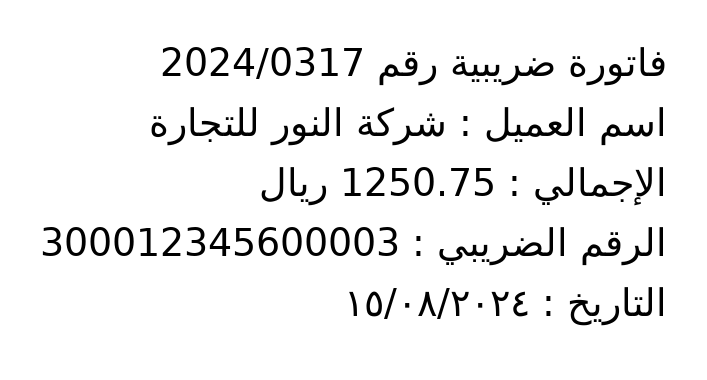 فاتورة ضريبية رقم 2024/0317
اسم العميل : شركة النور للتجارة
الإجمالي : 1250.75 ريال
الرقم الضريبي : 300012345600003
التاريخ : ١٥/٠٨/٢٠٢٤